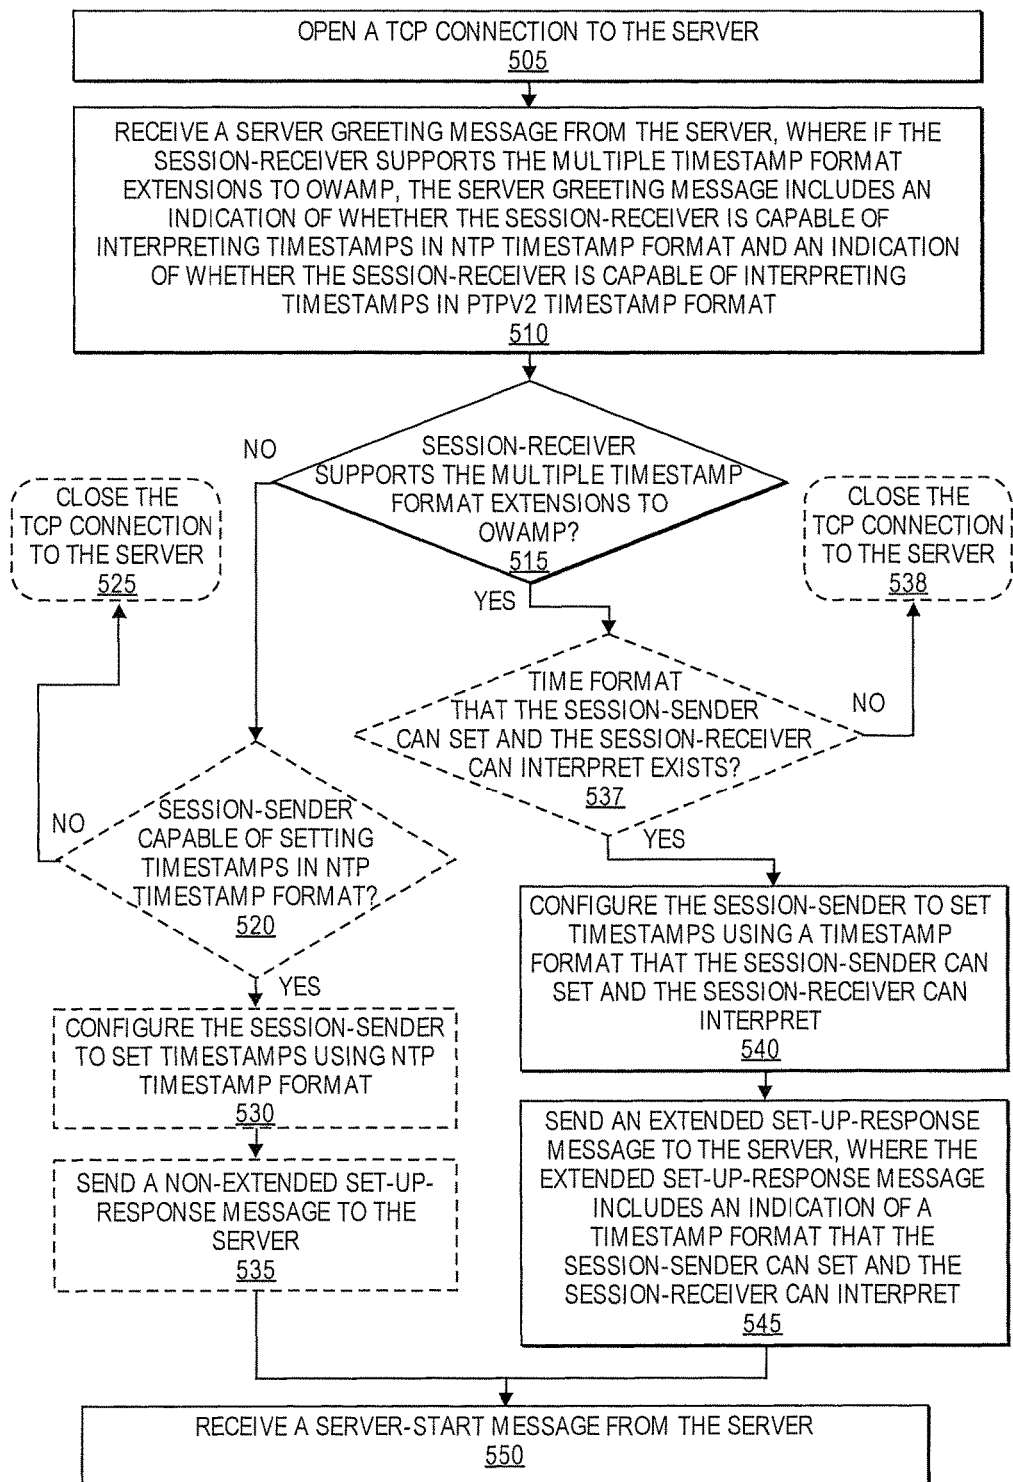 OPEN A TCP CONNECTION TO THE SERVER
505
RECEIVE A SERVER GREETING MESSAGE FROM THE SERVER, WHERE IF THE
SESSION-RECEIVER SUPPORTS THE MULTIPLE TIMESTAMP FORMAT
EXTENSIONS TO OWAMP, THE SERVER GREETING MESSAGE INCLUDES AN
INDICATION OF WHETHER THE SESSION-RECEIVER IS CAPABLE OF
INTERPRETING TIMESTAMPS IN NTP TIMESTAMP FORMAT AND AN INDICATION
OF WHETHER THE SESSION-RECEIVER IS CAPABLE OF INTERPRETING
TIMESTAMPS IN PTPV2 TIMESTAMP FORMAT
510
NO
SESSION-RECEIVER
SUPPORTS THE MULTIPLE TIMESTAMP
FORMAT EXTENSIONS TO
OWAMP?
515
YES
CLOSE THE
TCP CONNECTION
TO THE SERVER
525
CLOSE THE
TCP CONNECTION
TO THE SERVER
538
TIME FORMAT
THAT THE SESSION-SENDER
CAN SET AND THE SESSION-RECEIVER
CAN INTERPRET EXISTS?
537
NO
YES
NO
SESSION-SENDER
CAPABLE OF SETTING
TIMESTAMPS IN NTP
TIMESTAMP FORMAT?
520
YES
CONFIGURE THE SESSION-SENDER
TO SET TIMESTAMPS USING NTP
TIMESTAMP FORMAT
530
SEND A NON-EXTENDED SET-UP-
RESPONSE MESSAGE TO THE
SERVER
535
CONFIGURE THE SESSION-SENDER TO SET
TIMESTAMPS USING A TIMESTAMP
FORMAT THAT THE SESSION-SENDER CAN
SET AND THE SESSION-RECEIVER CAN
INTERPRET
540
SEND AN EXTENDED SET-UP-RESPONSE
MESSAGE TO THE SERVER, WHERE THE
EXTENDED SET-UP-RESPONSE MESSAGE
INCLUDES AN INDICATION OF A
TIMESTAMP FORMAT THAT THE
SESSION-SENDER CAN SET AND THE
SESSION-RECEIVER CAN INTERPRET
545
RECEIVE A SERVER-START MESSAGE FROM THE SERVER
550